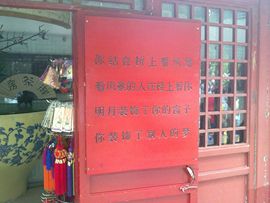 你站在桥上看风景
看风景的人在楼上看你
明月装饰了你的窗子
你装饰了别人的梦